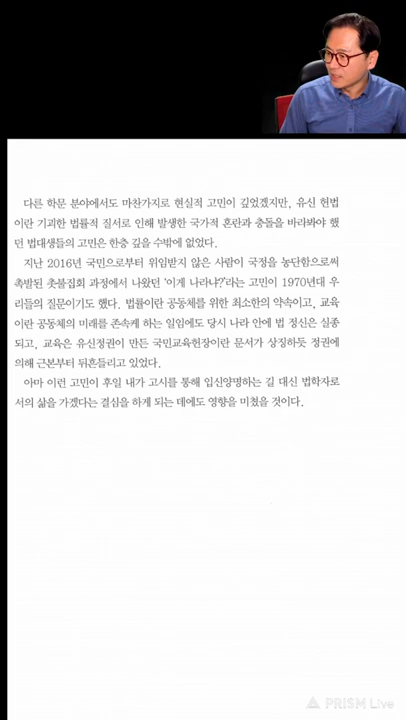 다른 학문 분야에서도 마찬가지로 현실적 고민이 깊었겠지만, 유신 헌법
이란 기괴한 법률적 질서로 인해 발생한 국가적 혼란과 충돌을 바라봐야 했
던 법대생들의 고민은 한층 깊을 수밖에 없었다.
지난 2016년 국민으로부터 위임받지 않은 사람이 국정을 농단함으로써
촉발된 촛불집회 과정에서 나왔던 '이게 나라냐?'라는 고민이 1970년대 우
리들의 질문이기도 했다. 법률이란 공동체를 위한 최소한의 약속이고, 교육
이란 공동체의 미래를 존속케 하는 일임에도 당시 나라 안에 법 정신은 실종
되고, 교육은 유신정권이 만든 국민교육헌장이란 문서가 상징하듯 정권에
의해 근본부터 뒤흔들리고 있었다.
아마 이런 고민이 후일 내가 고시를 통해 입신양명하는 길 대신 법학자로
서의 삶을 가겠다는 결심을 하게 되는 데에도 영향을 미쳤을 것이다.
PRISM Live